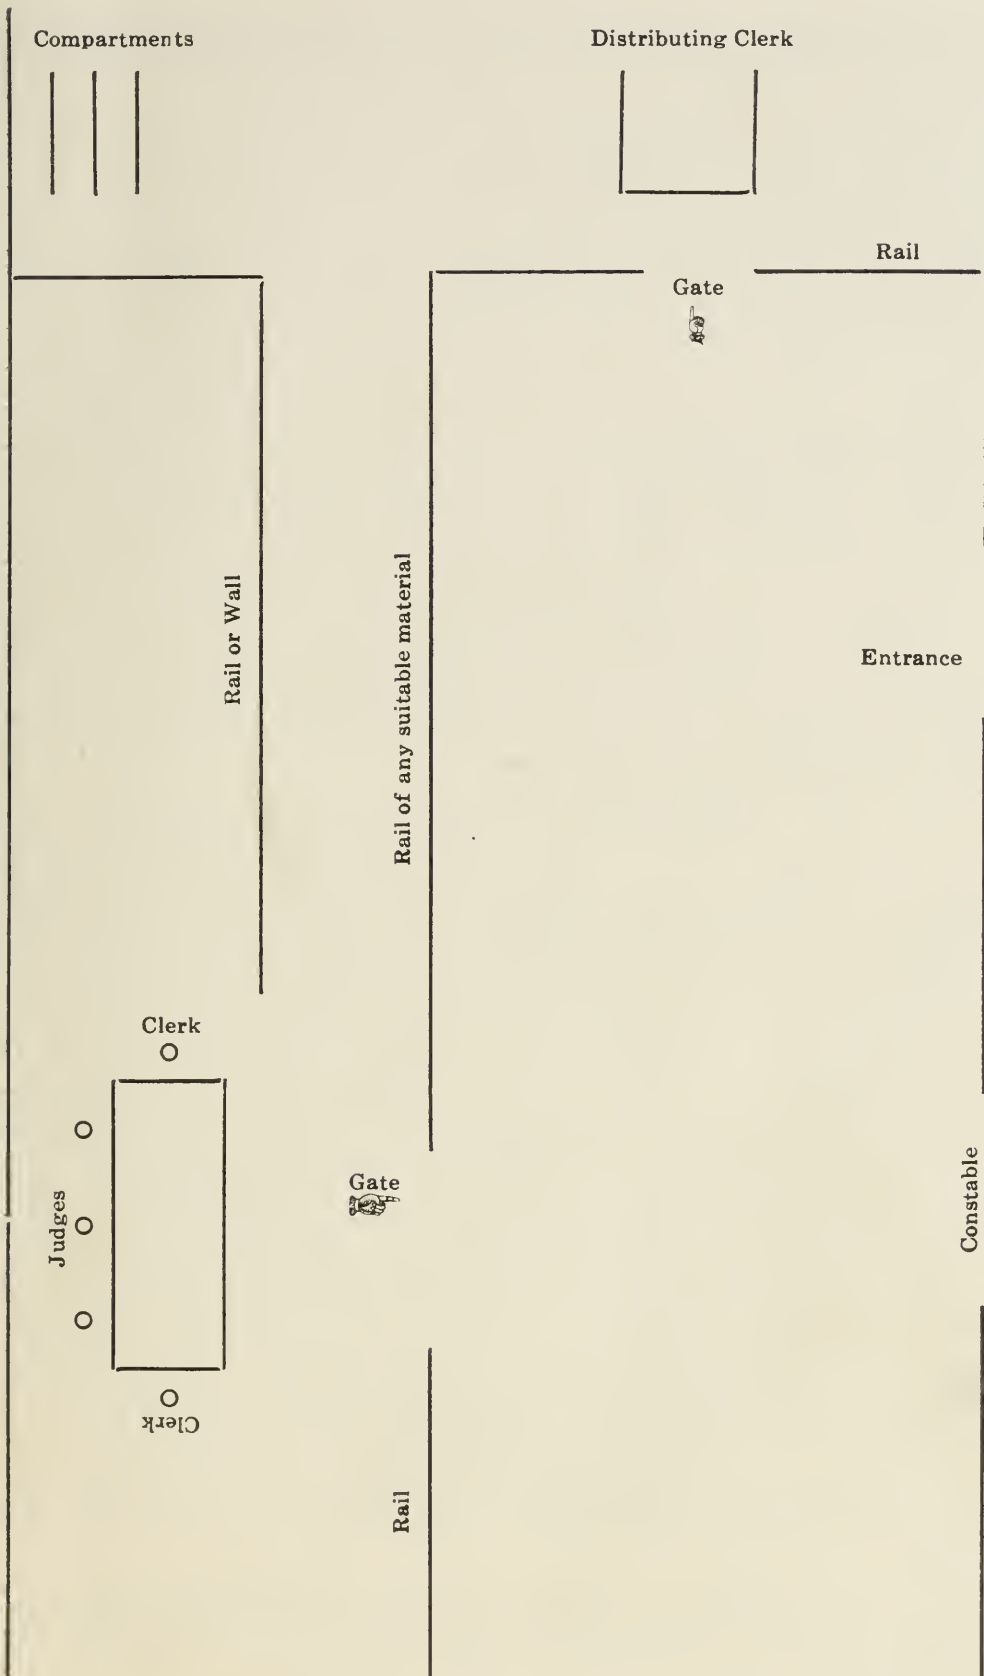 Compartments
Distributing Clerk
Rail
Gate
Rail or Wall
Rail of any suitable material
Entrance
Clerk
Judges
Gate
Constable
Clerk
Rail